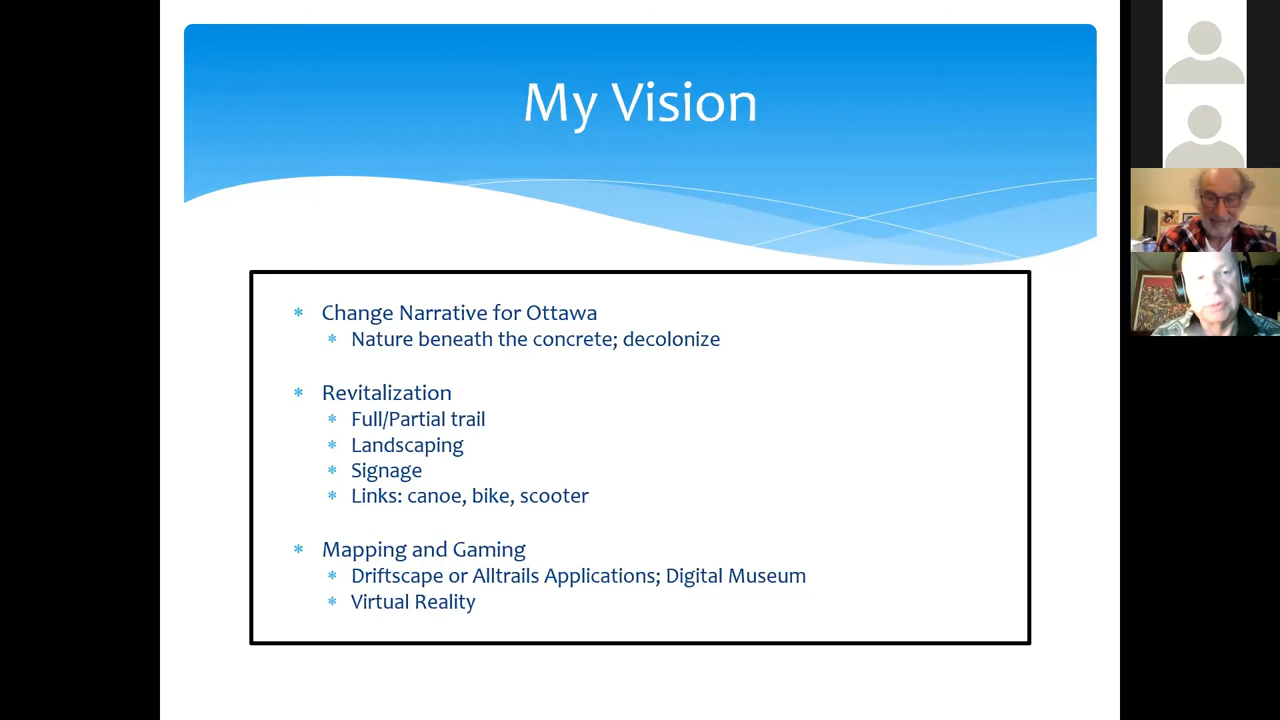 My Vision
* Change Narrative for Ottawa
* Nature beneath the concrete; decolonize
* Revitalization
* Full/Partial trail
* Landscaping
* Signage
* Links: canoe, bike, scooter
* Mapping and Gaming
* Driftscape or Alltrails Applications; Digital Museum
* Virtual Reality